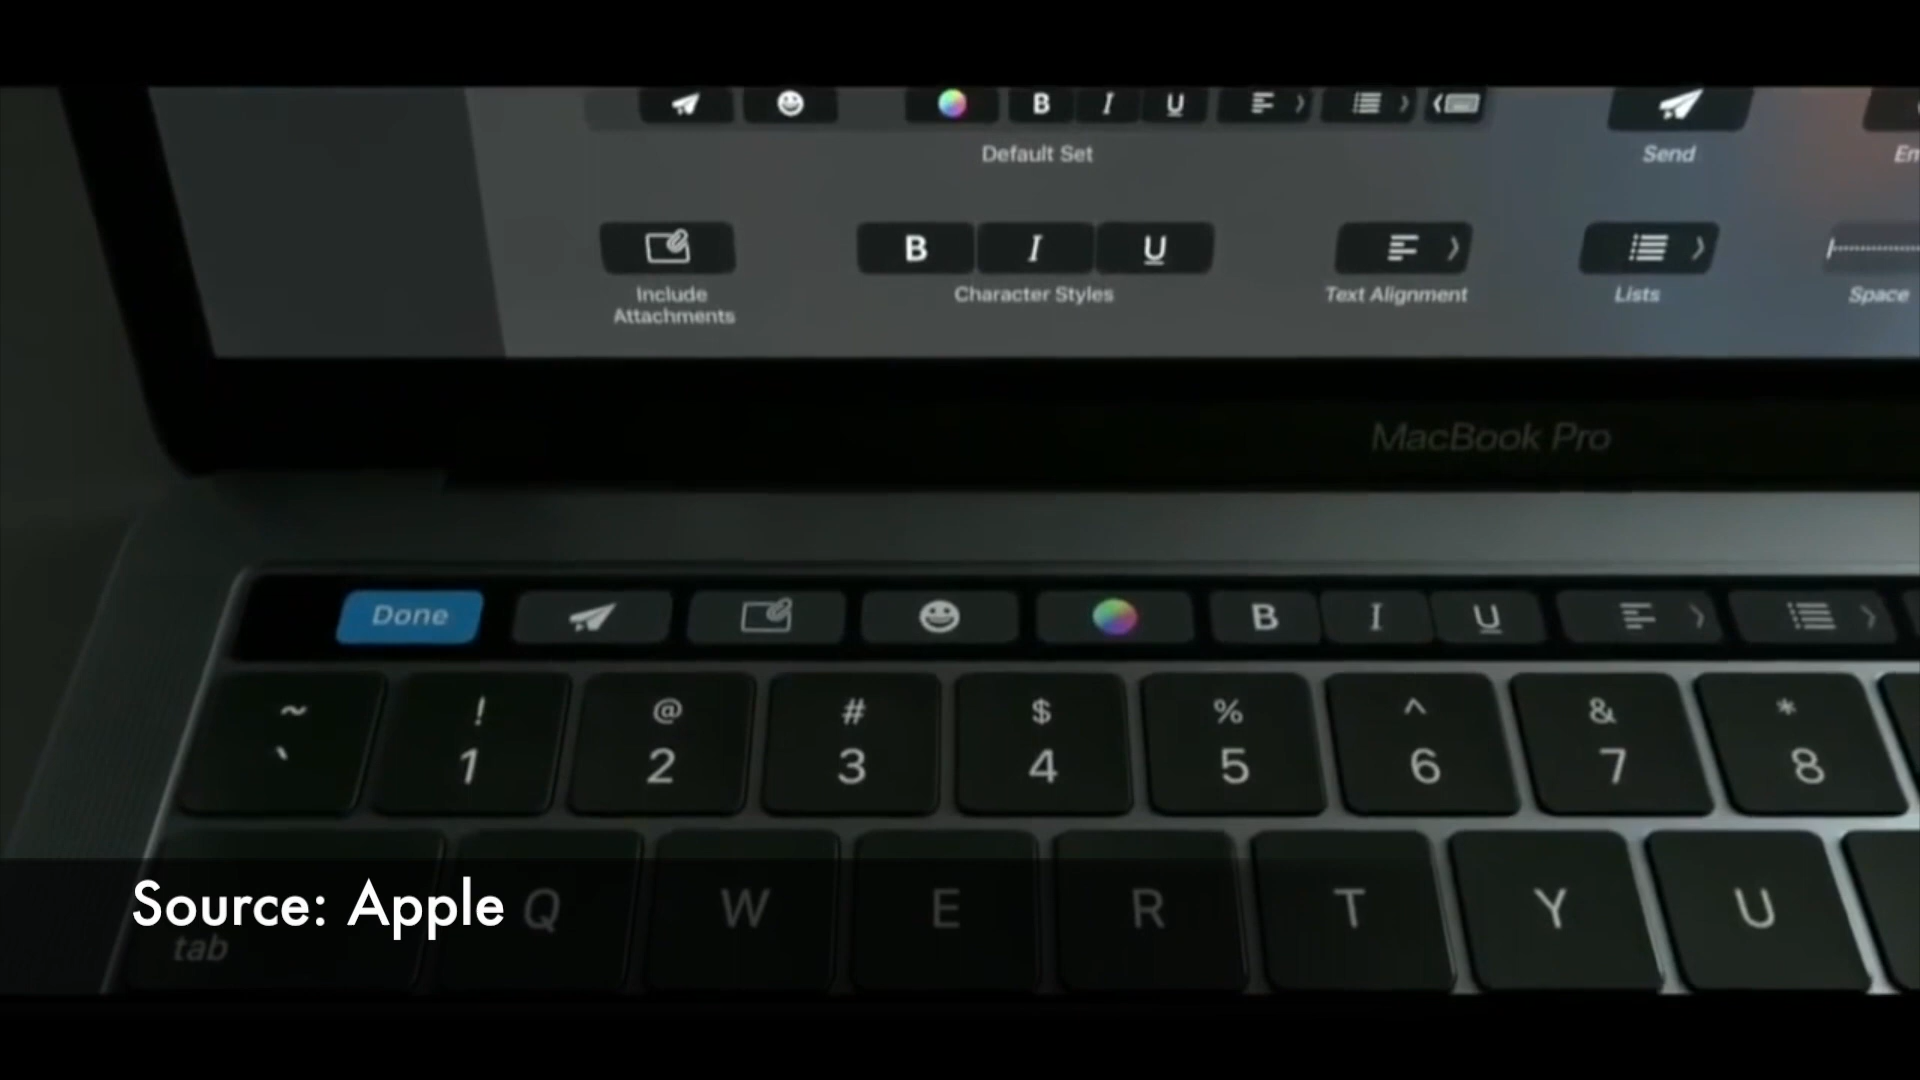 B I U
Default Set
Send
En
B I U
Include
Attachments
Character Styles
Text Alignment
Lists
Space
MacBook Pro
Done B I U
~ ! @ # $ % ^ & *
` 1 2 3 4 5 6 7 8
Source: Apple
Q W E R T Y U
tab